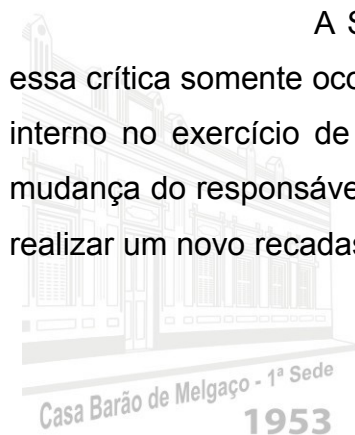 A S
essa crítica somente oco
interno no exercício de
mudança do responsáve
realizar um novo recadas
Casa Barão de Melgaço - 1ª Sede
1953